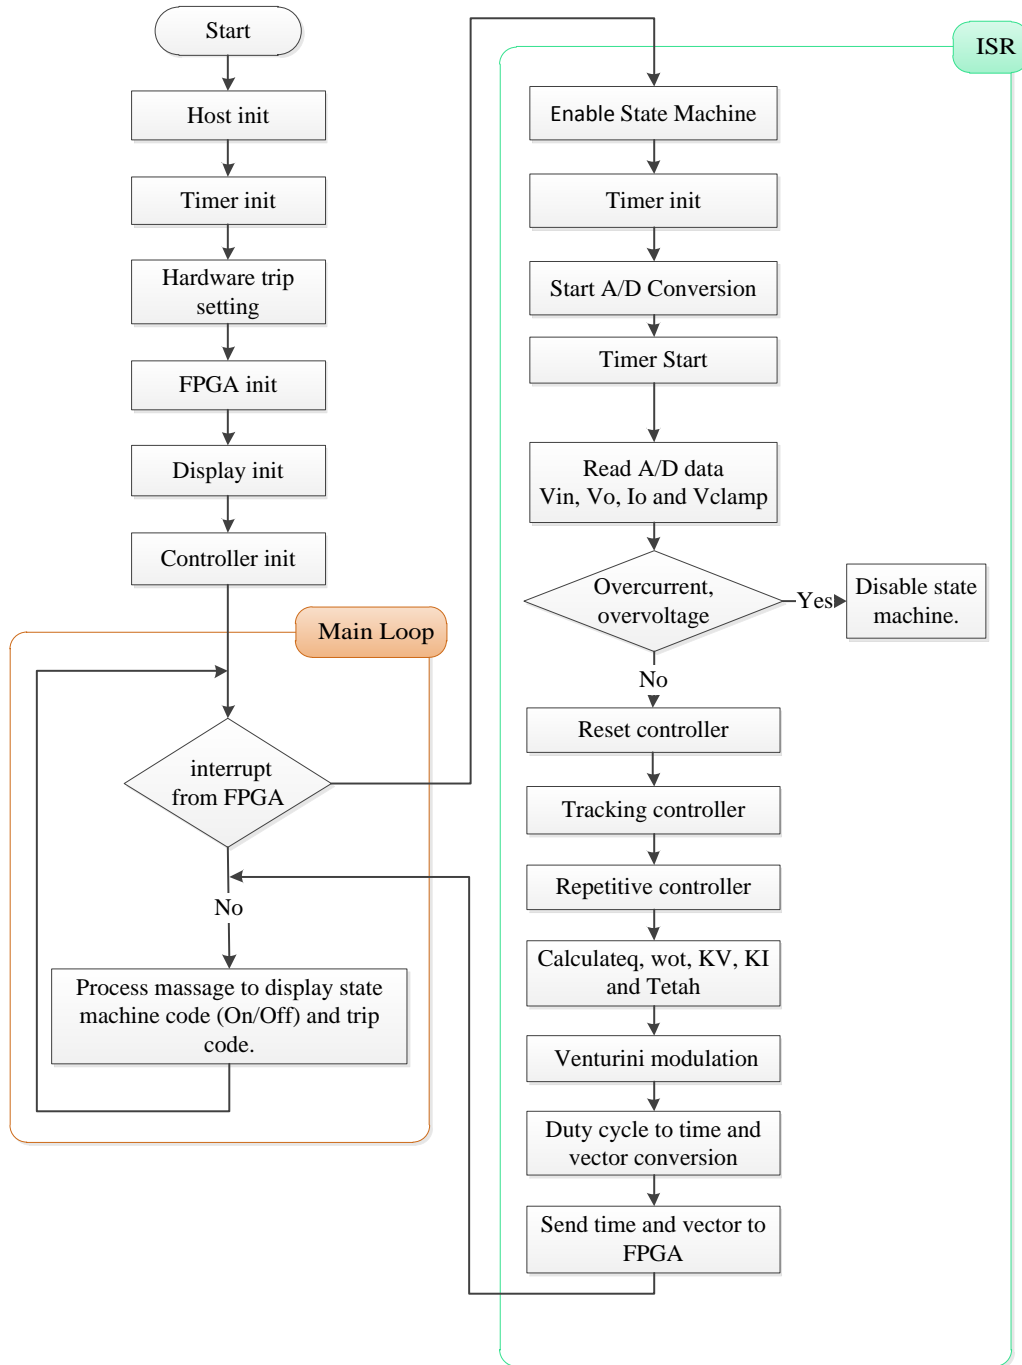 Start
Host init
Timer init
Hardware trip
setting
FPGA init
Display init
Controller init
Main Loop
interrupt
from FPGA
No
Process massage to display state
machine code (On/Off) and trip
code.
ISR
Enable State Machine
Timer init
Start A/D Conversion
Timer Start
Read A/D data
Vin, Vo, Io and Vclamp
Overcurrent,
overvoltage
Yes
Disable state
machine.
No
Reset controller
Tracking controller
Repetitive controller
Calculateq, wot, KV, KI
and Tetah
Venturini modulation
Duty cycle to time and
vector conversion
Send time and vector to
FPGA